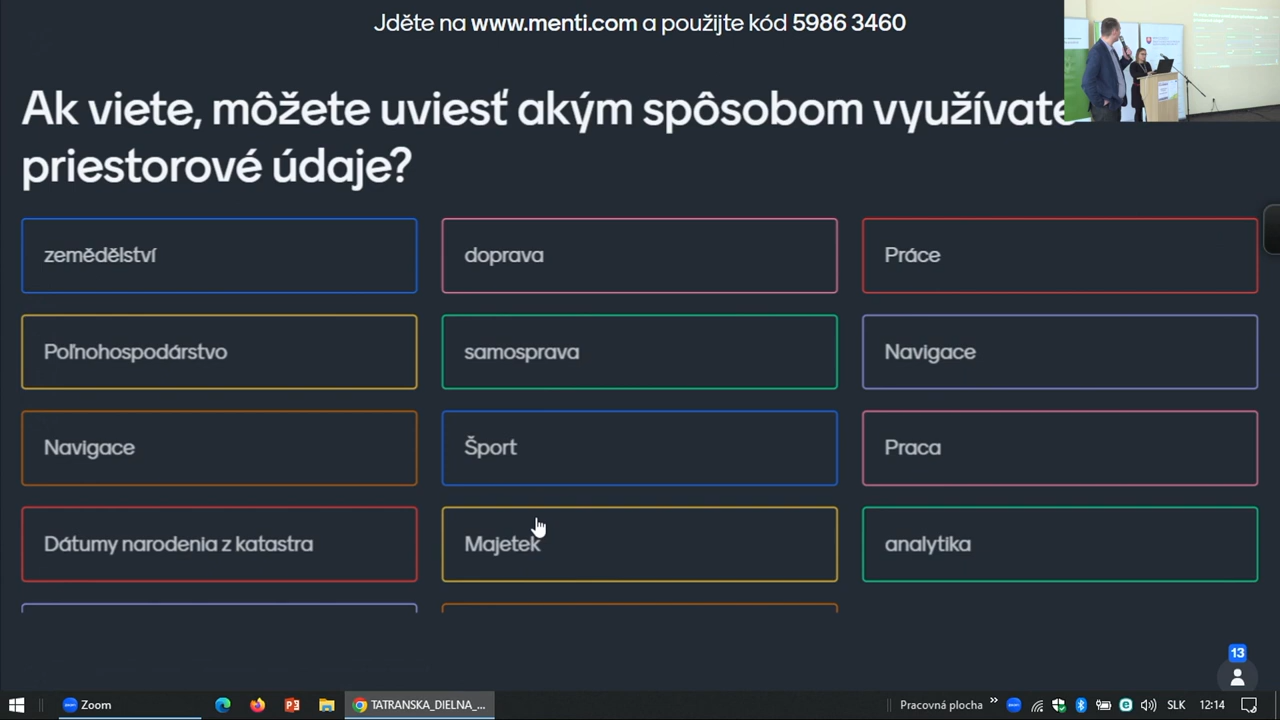 Jděte na www.menti.com a použijte kód 5986 3460
Ak viete, môžete uviesť akým spôsobom využívate
priestorové údaje?
zemědělství
doprava
Práce
Poľnohospodárstvo
samosprava
Navigace
Navigace
Šport
Praca
Dátumy narodenia z katastra
Majetek
analytika
13
Zoom
TATRANSKA_DIELNA_...
Pracovná plocha
SLK
12:14